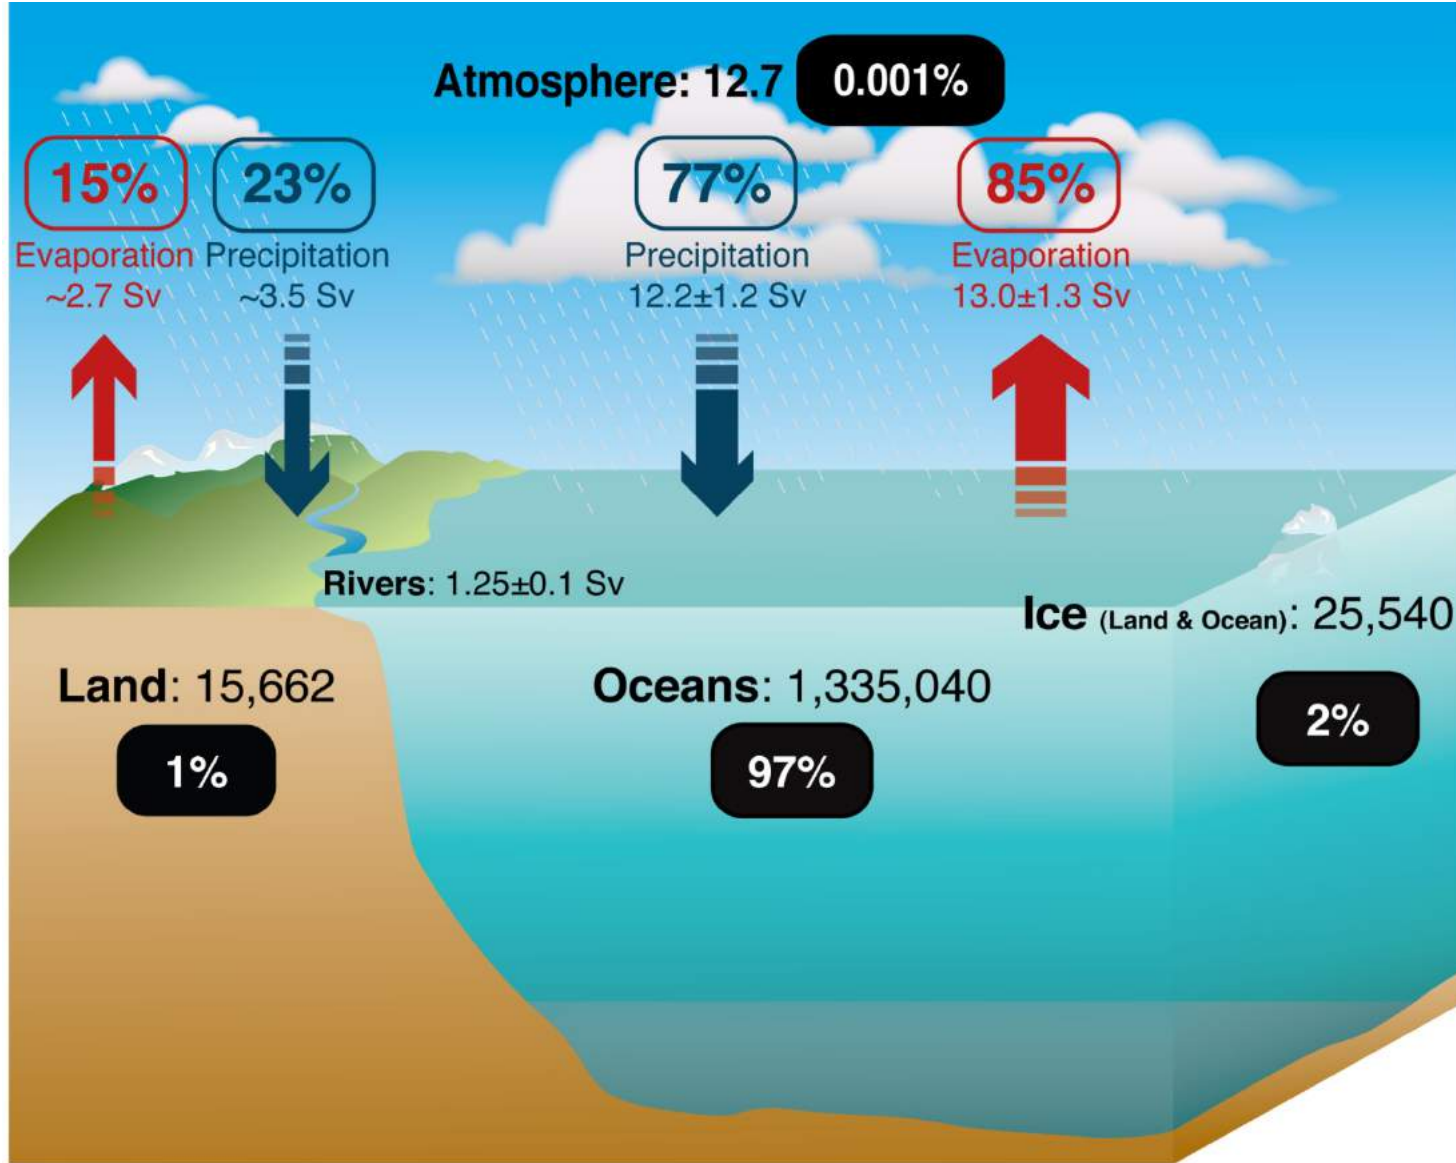 Atmosphere: 12.7 0.001%
15%
Evaporation
~2.7 Sv
23%
Precipitation
~3.5 Sv
77%
Precipitation
12.2±1.2 Sv
85%
Evaporation
13.0±1.3 Sv
Rivers: 1.25±0.1 Sv
Ice (Land & Ocean): 25,540
2%
Land: 15,662
1%
Oceans: 1,335,040
97%